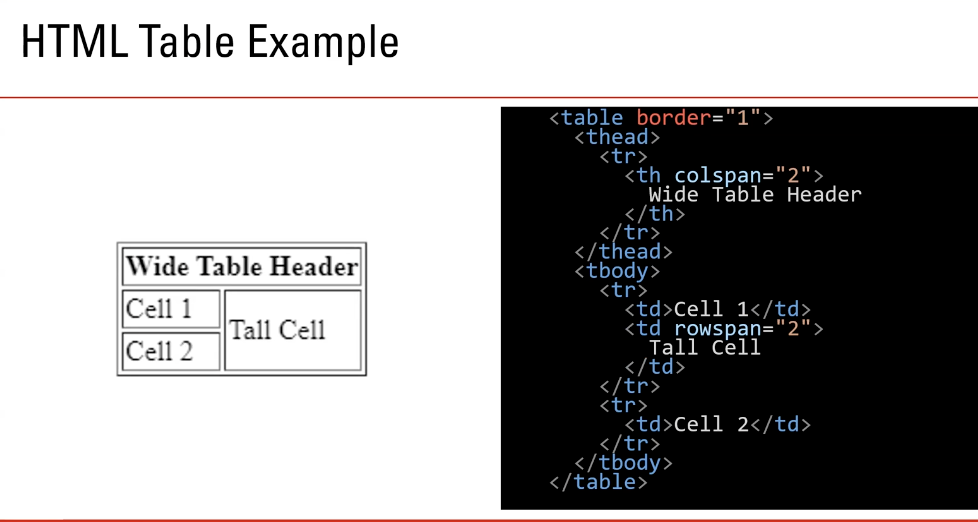 HTML Table Example
Wide Table Header
Cell 1
Tall Cell
Cell 2
<table border="1">
  <thead>
    <tr>
      <th colspan="2">
        Wide Table Header
      </th>
    </tr>
  </thead>
  <tbody>
    <tr>
      <td>Cell 1</td>
      <td rowspan="2">
        Tall Cell
      </td>
    </tr>
    <tr>
      <td>Cell 2</td>
    </tr>
  </tbody>
</table>